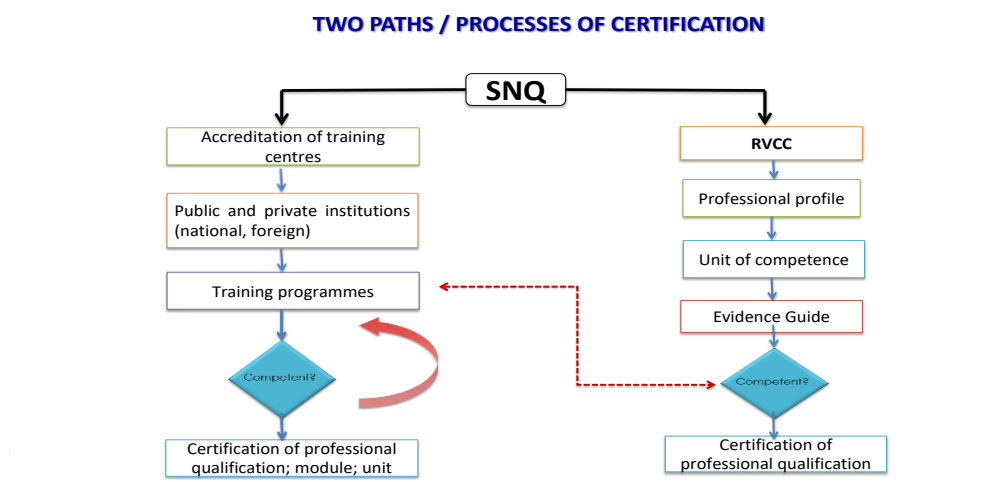 TWO PATHS / PROCESSES OF CERTIFICATION
SNQ
Accreditation of training
centres
Public and private institutions
(national, foreign)
Training programmes
Competent?
Certification of professional
qualification; module; unit
RVCC
Professional profile
Unit of competence
Evidence Guide
Competent?
Certification of
professional qualification